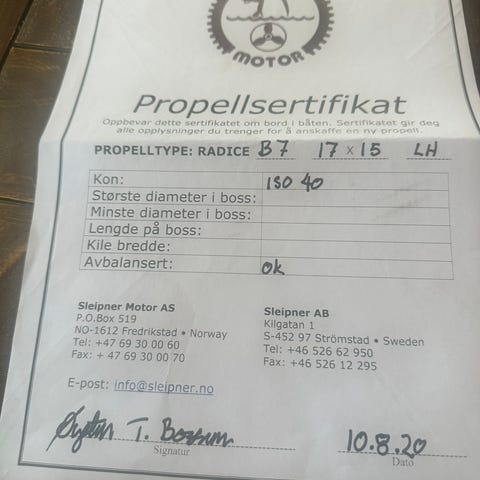 MOTOR
Propellsertifikat
Oppbevar dette sertifikatet om bord i båten. Sertifikatet gir deg
alle opplysninger du trenger for å anskaffe en ny propell.
PROPELLTYPE: RADICE B7 17 x 15 LH
Kon: ISO 40
Største diameter i boss:
Minste diameter i boss:
Lengde på boss:
Kile bredde:
Avbalansert: ok
Sleipner Motor AS
P.O.Box 519
NO-1612 Fredrikstad • Norway
Tel: +47 69 30 00 60
Fax: + 47 69 30 00 70
Sleipner AB
Kilgatan 1
S-452 97 Strömstad • Sweden
Tel: +46 526 62 950
Fax: +46 526 12 295
E-post: info@sleipner.no
T.
Signatur
10.8.20
Dato